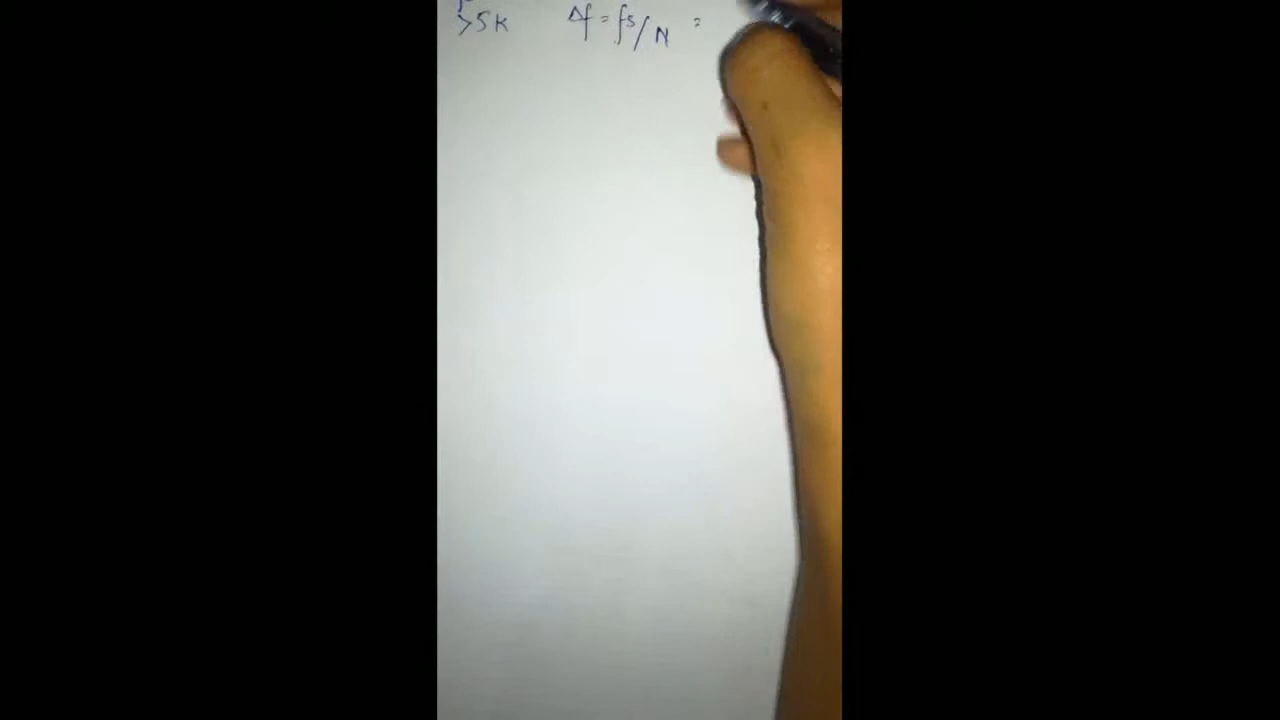 >5K Δf = fs/N =